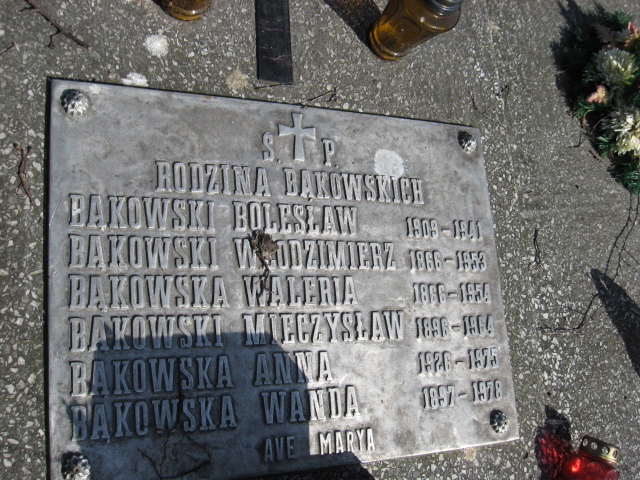 Ś. P.
RODZINA BĄKOWSKICH
BĄKOWSKI BOLESŁAW 1909-1941
BĄKOWSKI WŁODZIMIERZ 1866-1953
BĄKOWSKA WALERIA 1866-1954
BĄKOWSKI MIECZYSŁAW 1896-1964
BĄKOWSKA ANNA 1926-1975
BĄKOWSKA WANDA 1897-1978
AVE MARYA